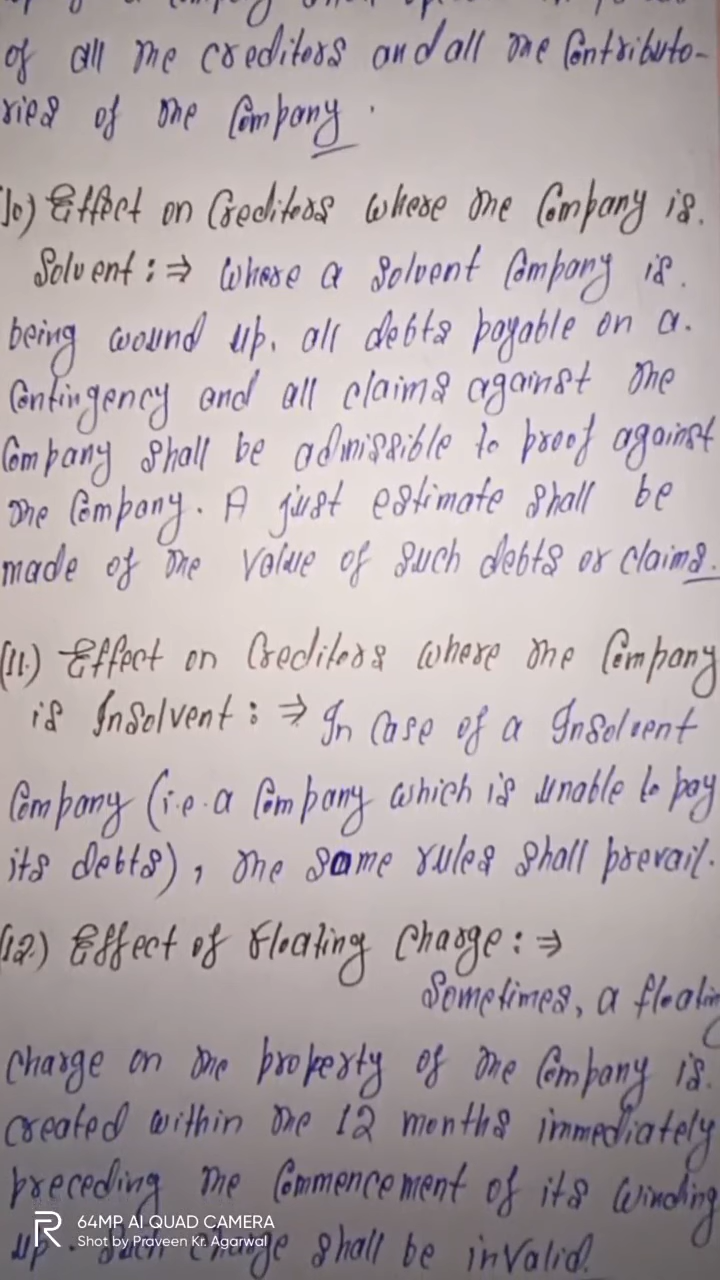 of a Company shall
of all the creditors and all the Contributo-
ries of the Company.
10) Effect on Creditors where the Company is.
Solvent :⇒ Where a Solvent Company is.
being wound up, all debts payable on a.
Contingency and all claims against the
Company shall be admissible to proof against
the Company. A just estimate shall be
made of the Value of such debts or claims.
(11.) Effect on Creditors where the Company
is Insolvent :⇒ In Case of a Insolvent
Company (i.e. a Company which is unable to pay
its debts), the same rules shall prevail.
(12.) Effect of Floating Charge :⇒
Sometimes, a floatin
Charge on the property of the Company is.
created within the 12 months immediately
preceding the Commencement of its Winding
up. Such charge shall be invalid.
64MP AI QUAD CAMERA
Shot by Praveen Kr. Agarwal